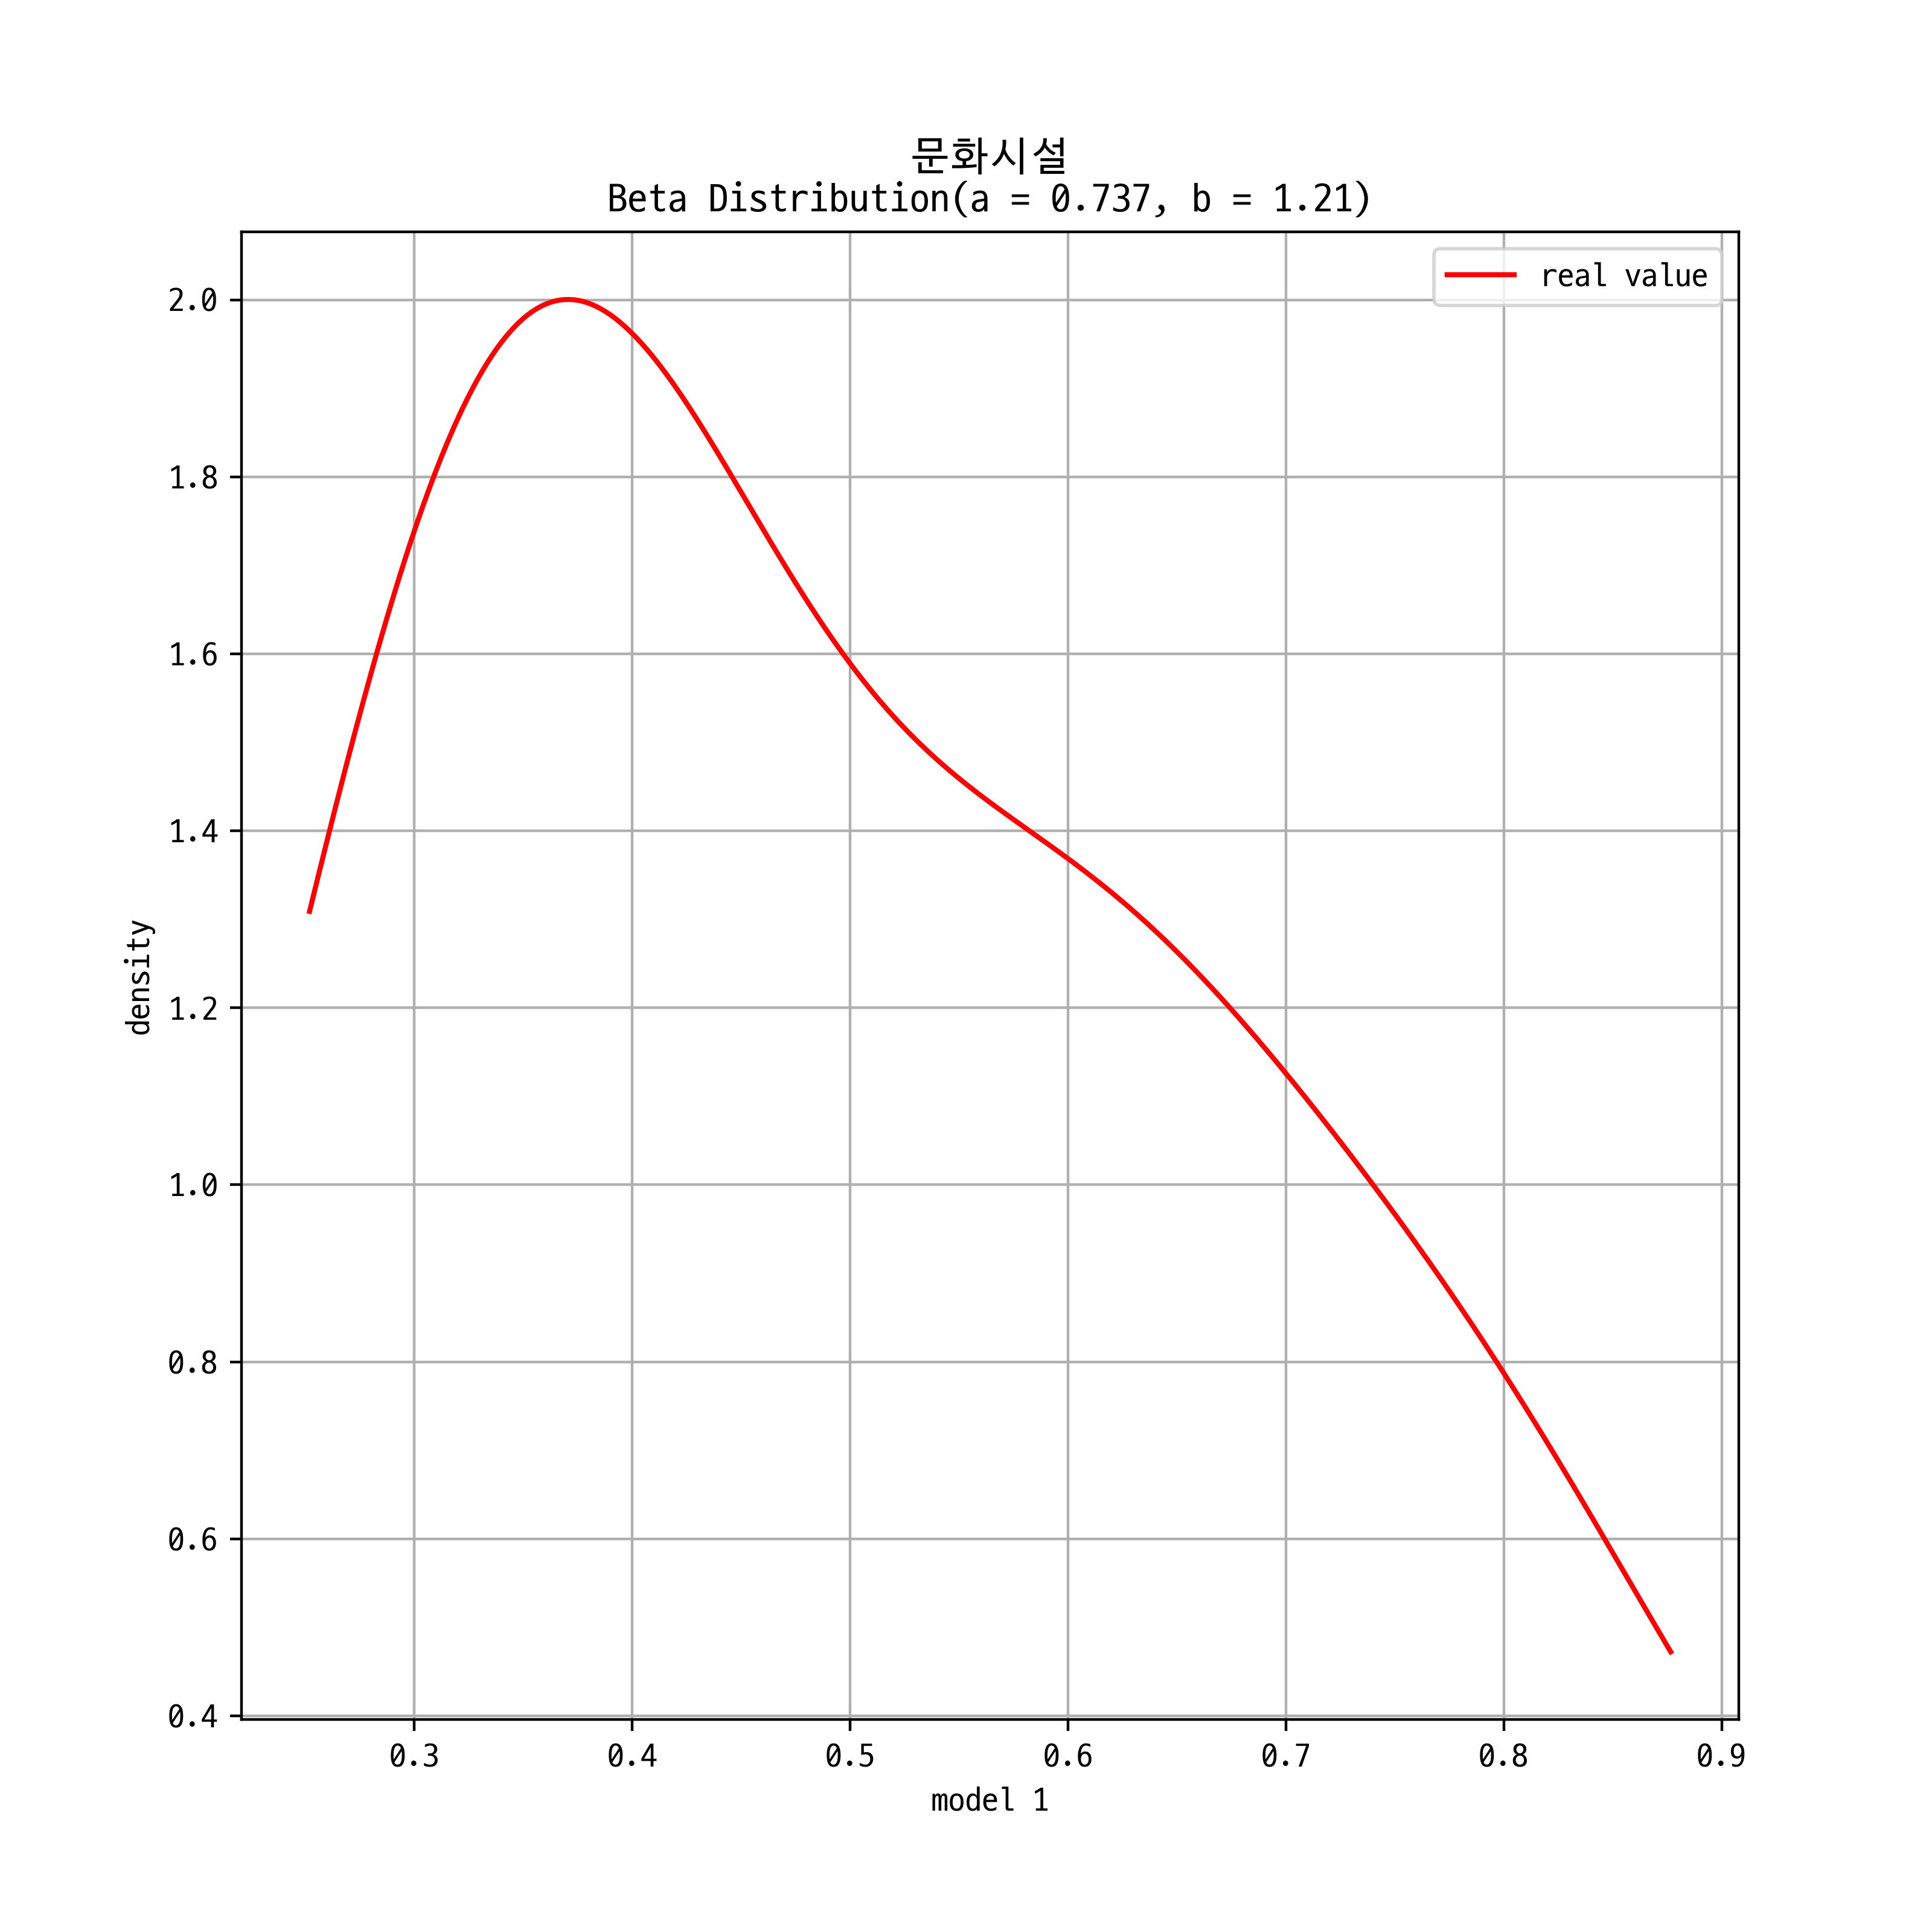 문화시설
Beta Distribution(a = 0.737, b = 1.21)
real value
2.0
1.8
1.6
1.4
1.2
1.0
0.8
0.6
0.4
density
0.3 0.4 0.5 0.6 0.7 0.8 0.9
model 1